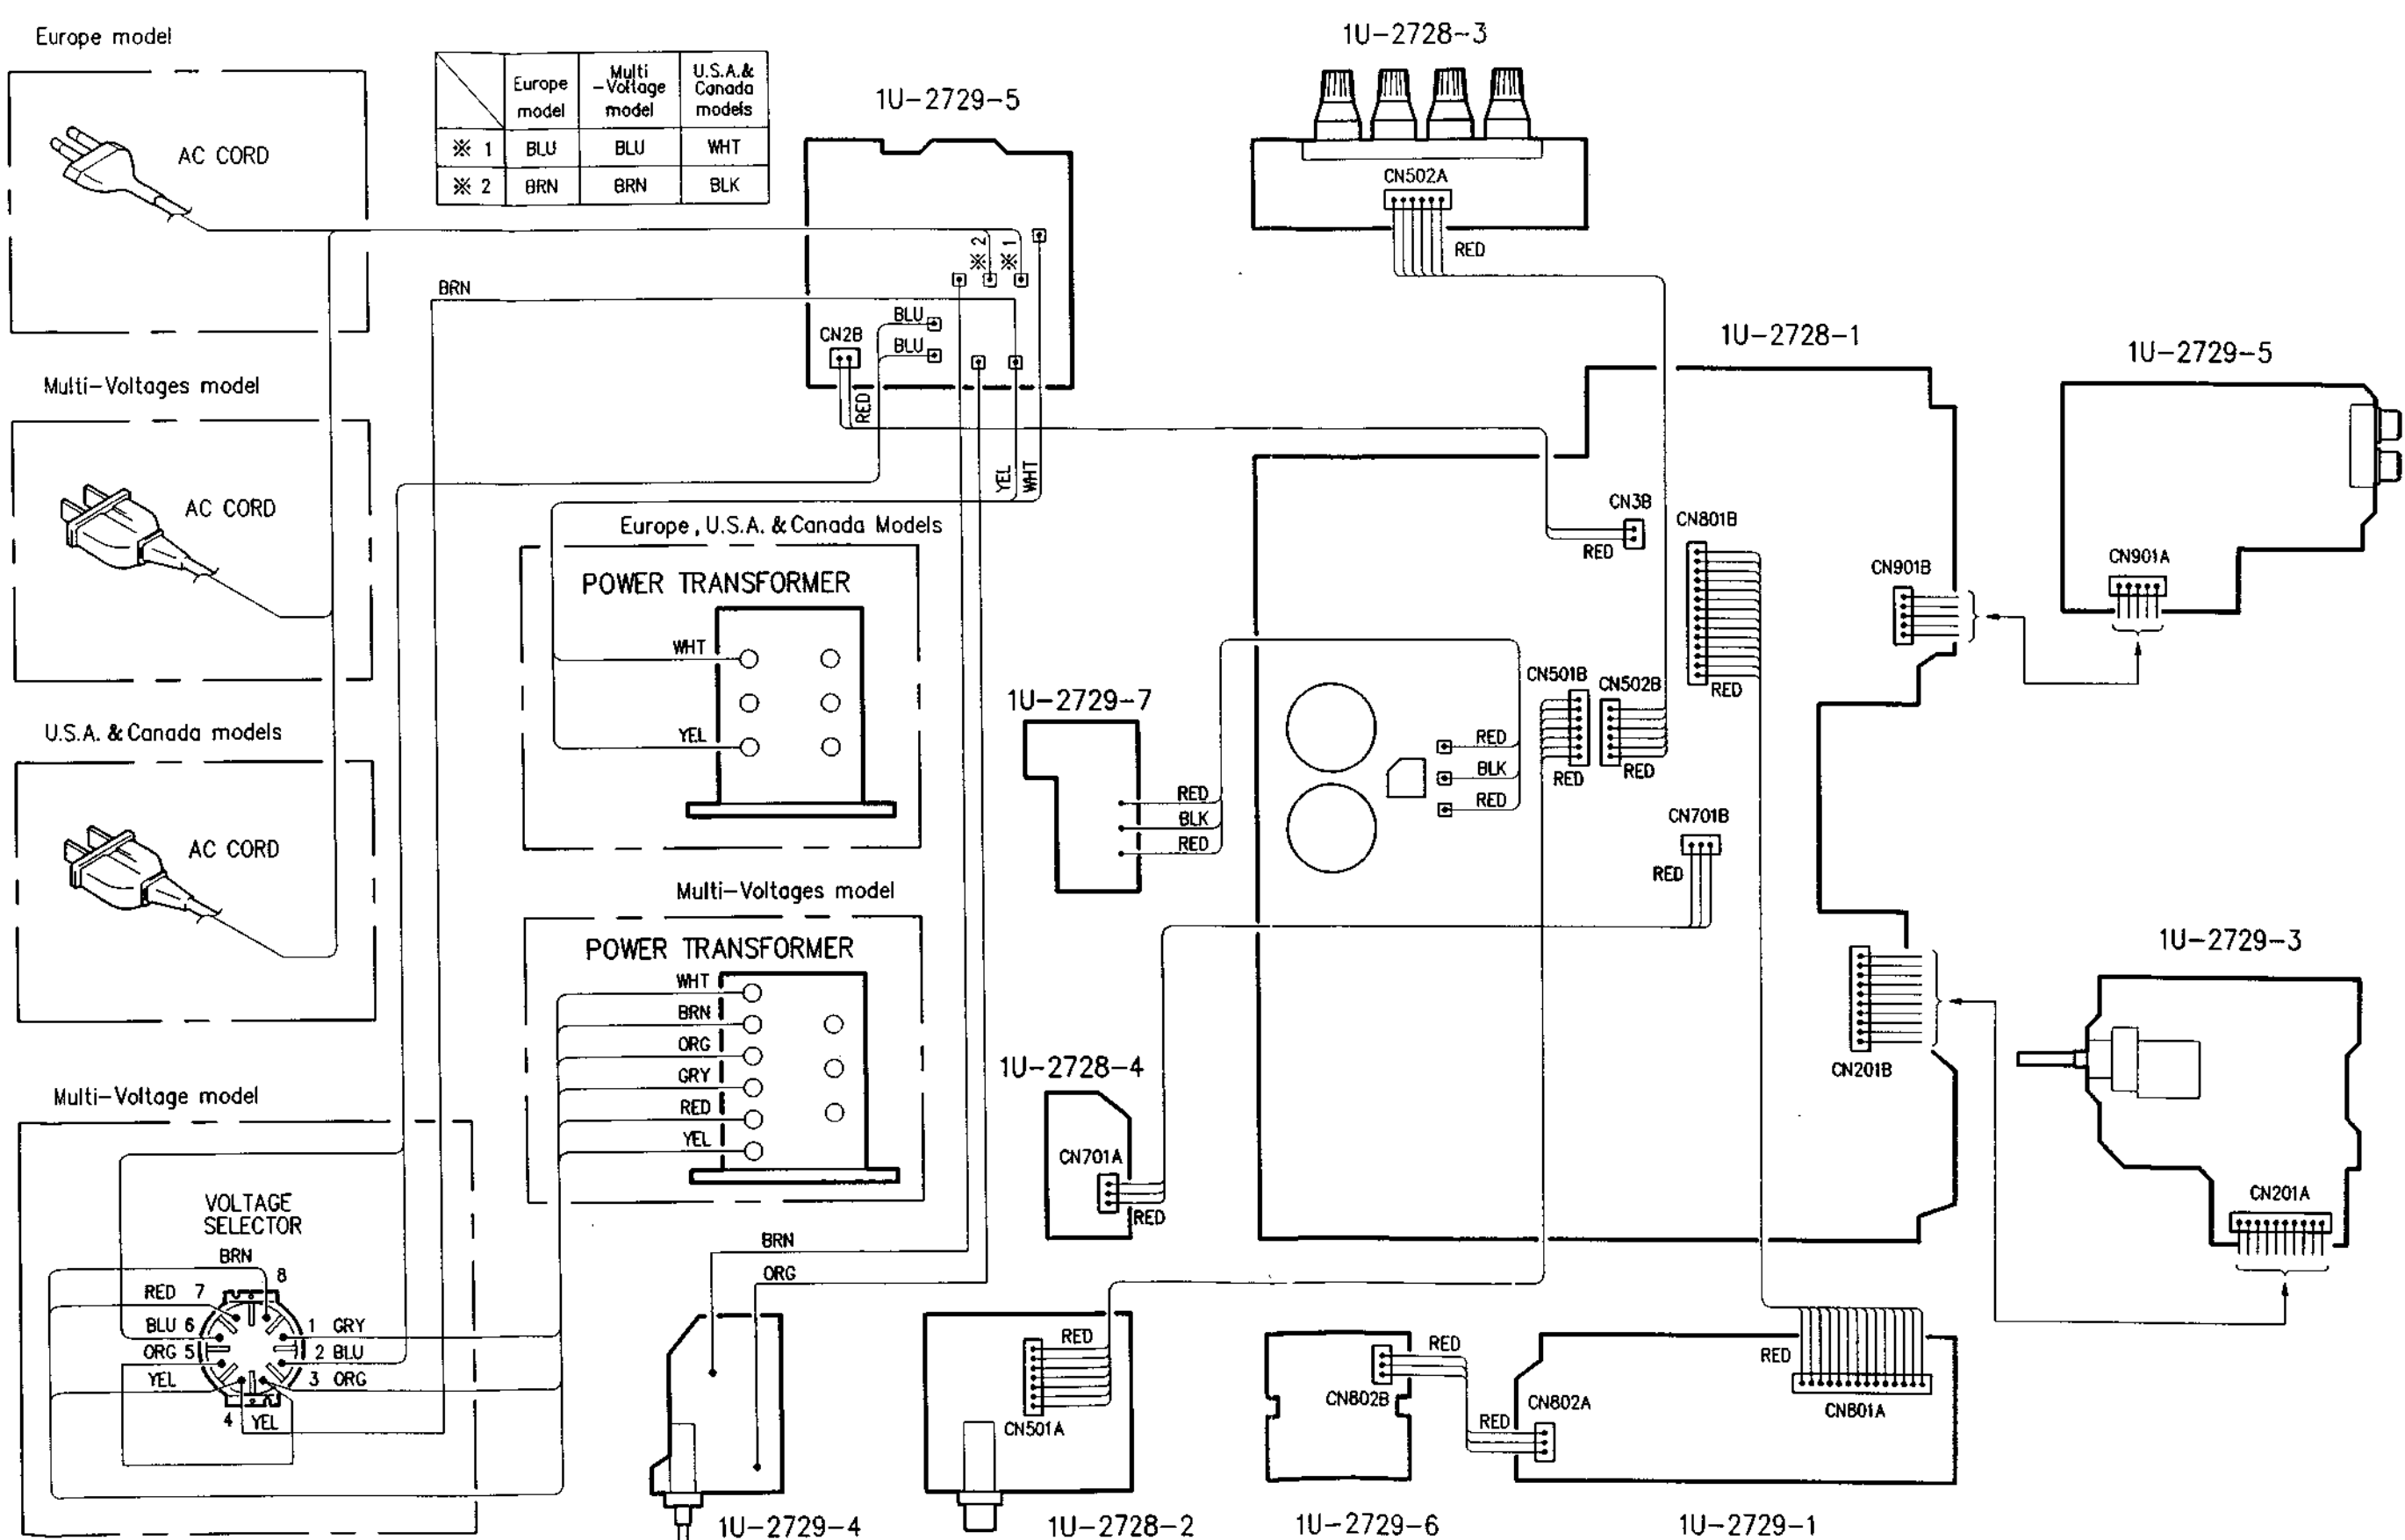 Europe model
AC CORD
Europe model
Multi -Voltage model
U.S.A.& Canada models
※ 1 BLU BLU WHT
※ 2 BRN BRN BLK
1U-2729-5
※ 2
※ 1
BRN
BLU
BLU
CN2B
RED
YEL
WHT
1U-2728-3
CN502A
RED
1U-2728-1
CN3B
RED
CN801B
RED
CN901B
1U-2729-5
CN901A
Multi-Voltages model
AC CORD
U.S.A. & Canada models
AC CORD
Europe, U.S.A. & Canada Models
POWER TRANSFORMER
WHT
YEL
1U-2729-7
RED
BLK
RED
RED
BLK
RED
CN501B
RED
CN502B
RED
CN701B
RED
Multi-Voltages model
POWER TRANSFORMER
WHT
BRN
ORG
GRY
RED
YEL
CN201B
1U-2729-3
CN201A
1U-2728-4
CN701A
RED
Multi-Voltage model
VOLTAGE
SELECTOR
BRN
8
RED 7
BLU 6
1 GRY
ORG 5
2 BLU
YEL
3 ORG
4 YEL
BRN
ORG
1U-2729-4
RED
CN501A
1U-2728-2
RED
CN802B
1U-2729-6
RED
CN802A
RED
CN801A
1U-2729-1